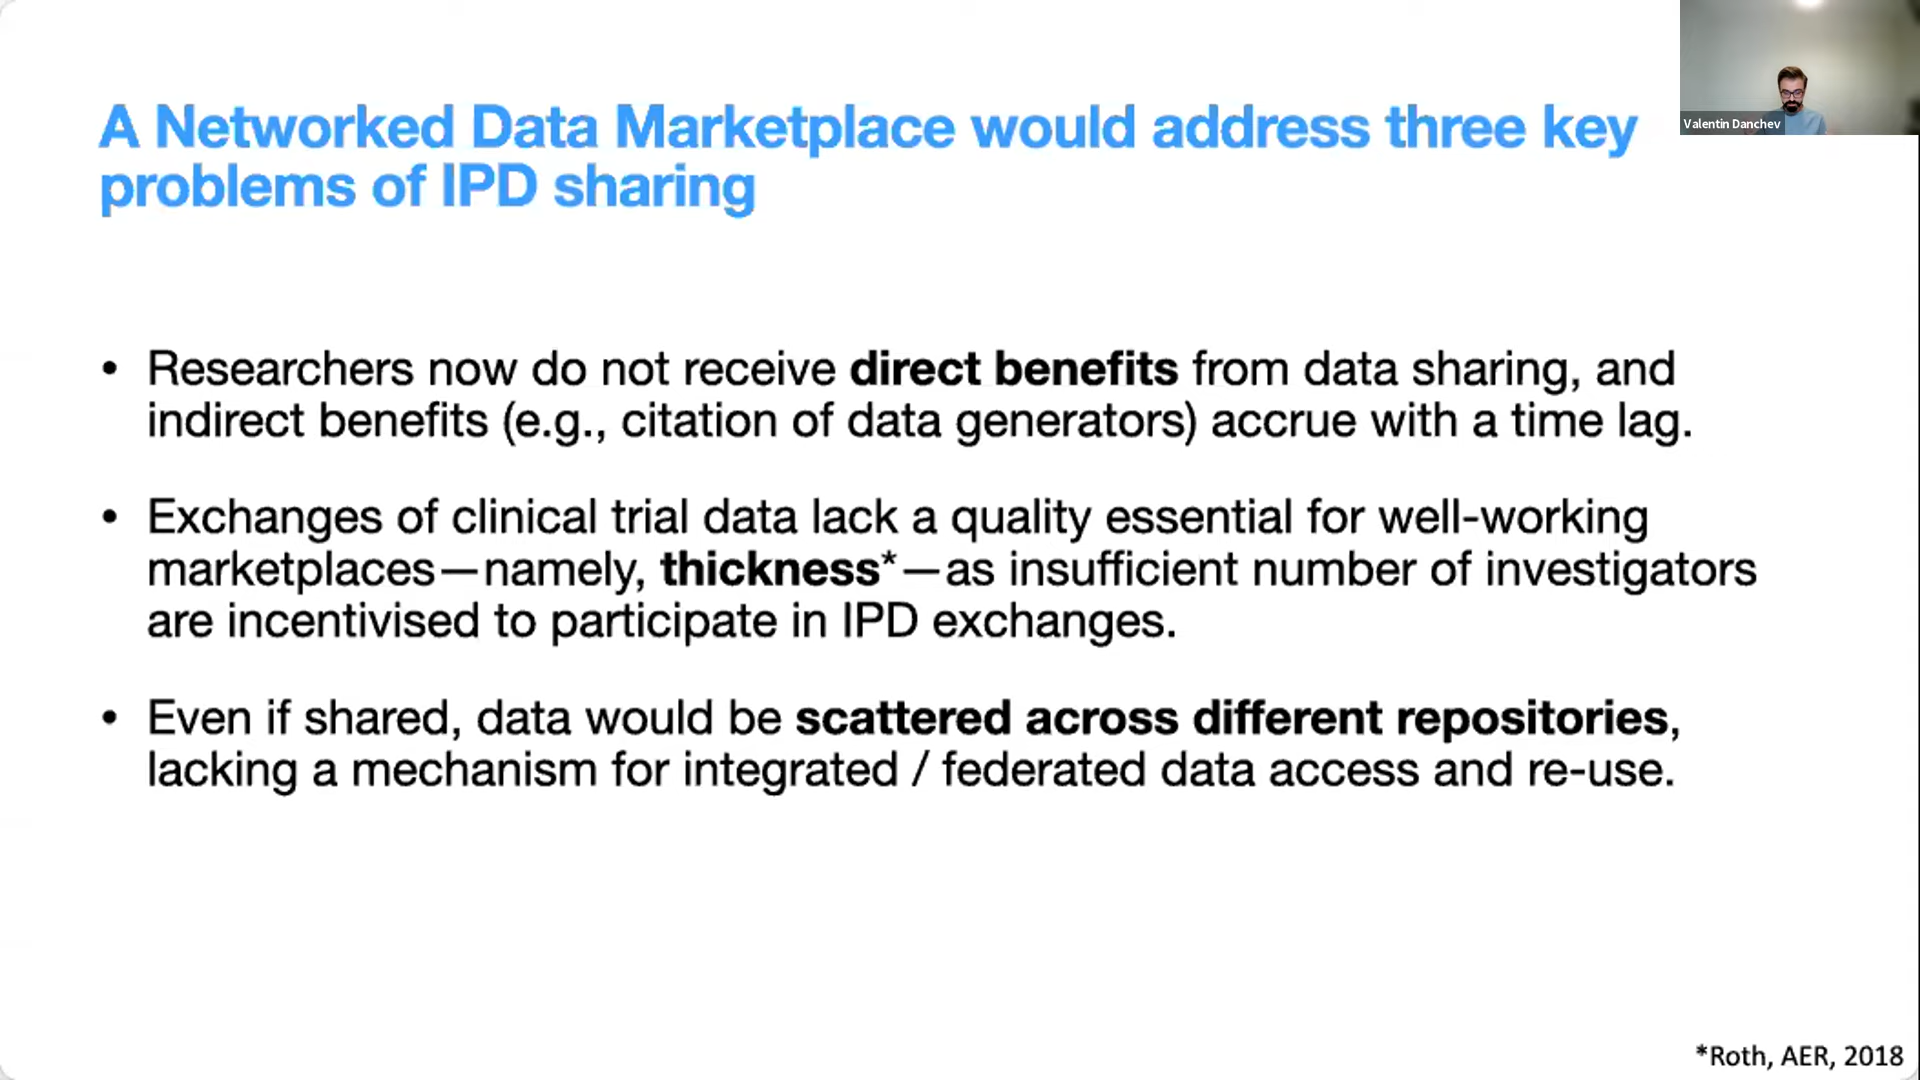 Valentin Danchev
A Networked Data Marketplace would address three key
problems of IPD sharing
• Researchers now do not receive direct benefits from data sharing, and
indirect benefits (e.g., citation of data generators) accrue with a time lag.
• Exchanges of clinical trial data lack a quality essential for well-working
marketplaces—namely, thickness*—as insufficient number of investigators
are incentivised to participate in IPD exchanges.
• Even if shared, data would be scattered across different repositories,
lacking a mechanism for integrated / federated data access and re-use.
*Roth, AER, 2018